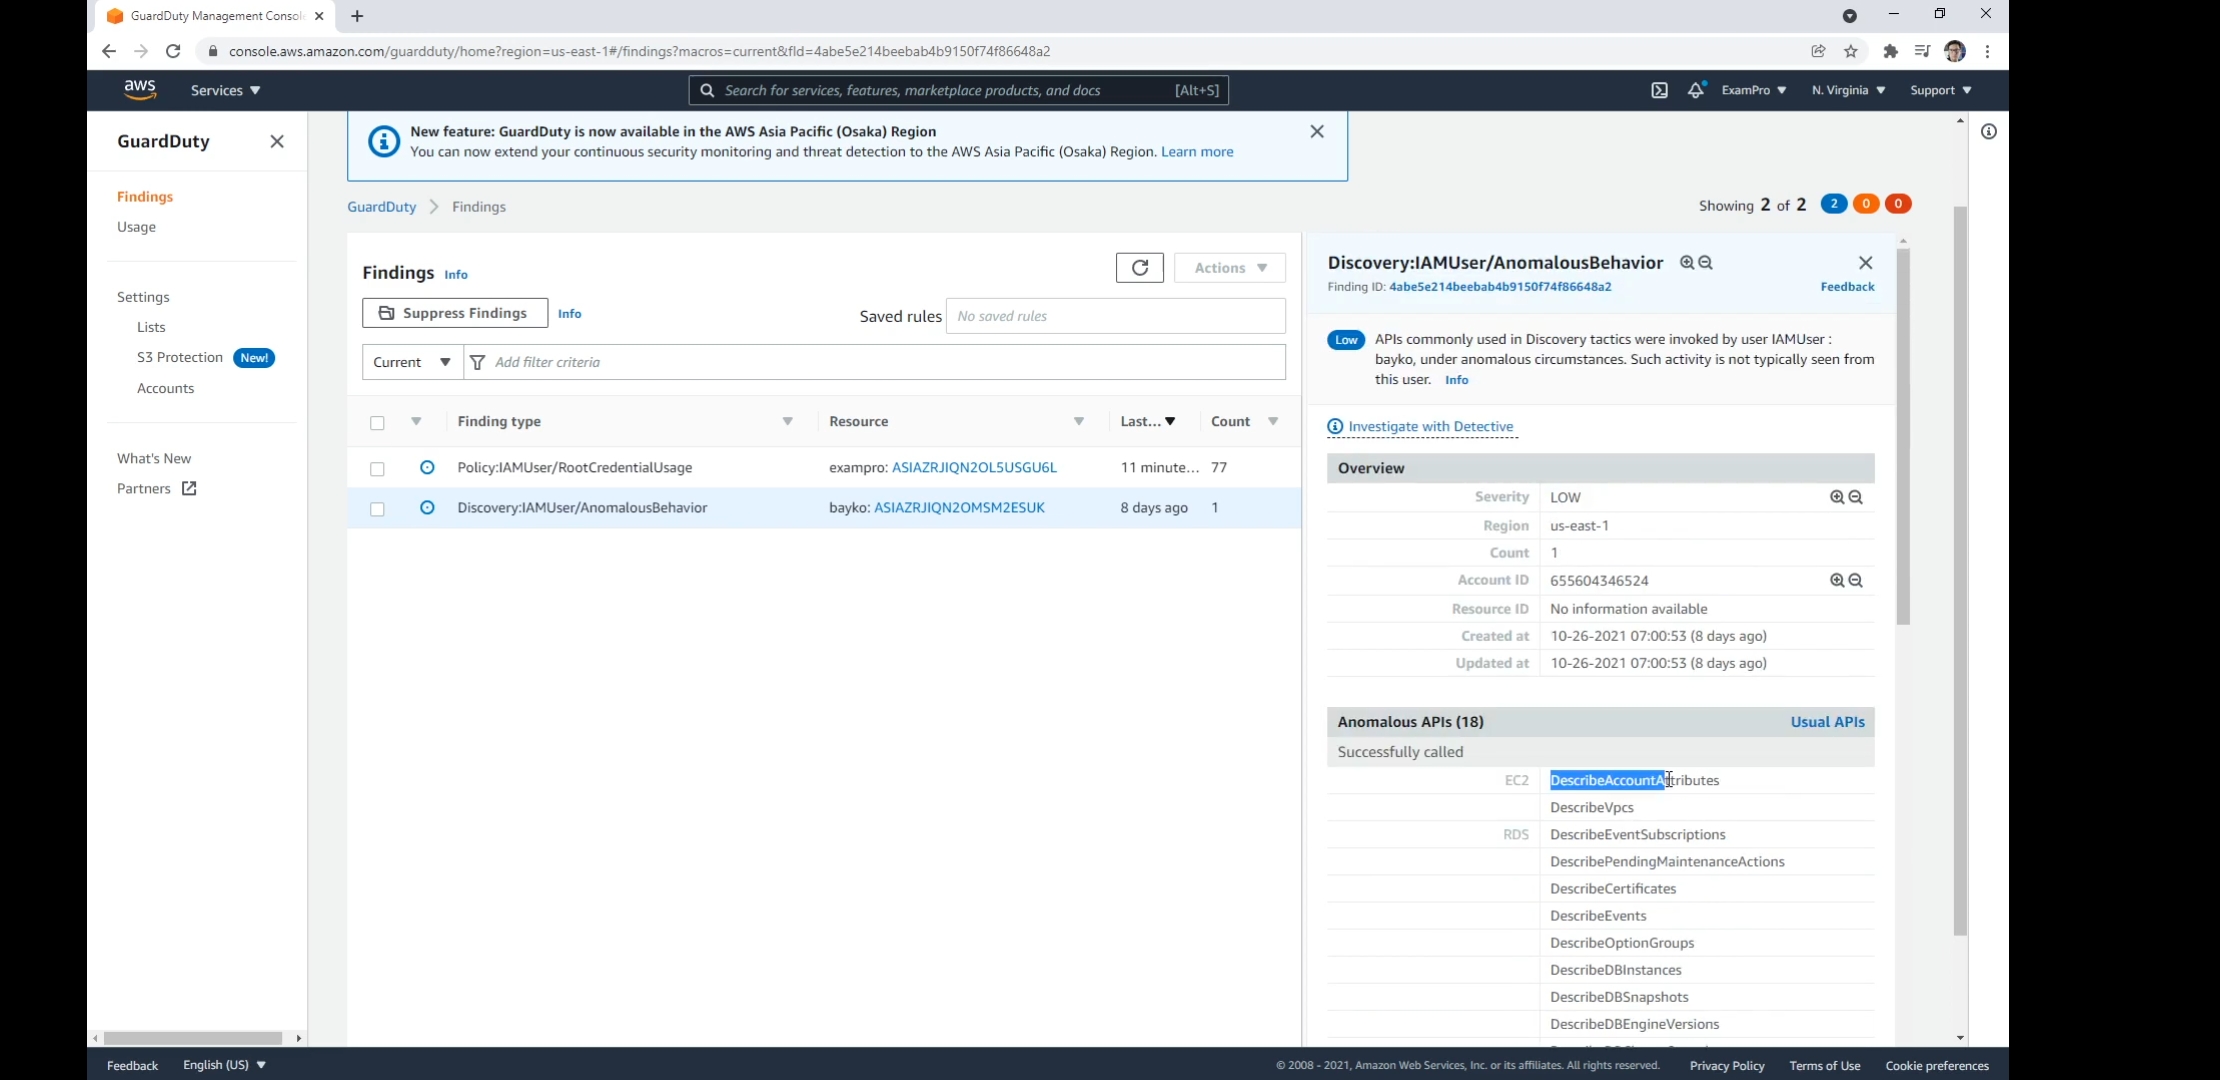 GuardDuty Management Console
console.aws.amazon.com/guardduty/home?region=us-east-1#/findings?macros=current&fId=4abe5e214beebab4b9150f74f86648a2
aws
Services
Search for services, features, marketplace products, and docs [Alt+S]
ExamPro
N. Virginia
Support
GuardDuty
Findings
Usage
Settings
Lists
S3 Protection New!
Accounts
What's New
Partners
New feature: GuardDuty is now available in the AWS Asia Pacific (Osaka) Region
You can now extend your continuous security monitoring and threat detection to the AWS Asia Pacific (Osaka) Region. Learn more
GuardDuty Findings
Showing 2 of 2 2 0 0
Findings Info
Actions
Suppress Findings Info
Saved rules No saved rules
Current Add filter criteria
Finding type Resource Last... Count
Policy:IAMUser/RootCredentialUsage exampro: ASIAZRJIQN2OL5USGU6L 11 minute... 77
Discovery:IAMUser/AnomalousBehavior bayko: ASIAZRJIQN2OMSM2ESUK 8 days ago 1
Discovery:IAMUser/AnomalousBehavior
Finding ID: 4abe5e214beebab4b9150f74f86648a2 Feedback
Low APIs commonly used in Discovery tactics were invoked by user IAMUser :
bayko, under anomalous circumstances. Such activity is not typically seen from
this user. Info
Investigate with Detective
Overview
Severity LOW
Region us-east-1
Count 1
Account ID 655604346524
Resource ID No information available
Created at 10-26-2021 07:00:53 (8 days ago)
Updated at 10-26-2021 07:00:53 (8 days ago)
Anomalous APIs (18) Usual APIs
Successfully called
EC2 DescribeAccountAttributes
DescribeVpcs
RDS DescribeEventSubscriptions
DescribePendingMaintenanceActions
DescribeCertificates
DescribeEvents
DescribeOptionGroups
DescribeDBInstances
DescribeDBSnapshots
DescribeDBEngineVersions
Feedback English (US)
© 2008 - 2021, Amazon Web Services, Inc. or its affiliates. All rights reserved. Privacy Policy Terms of Use Cookie preferences